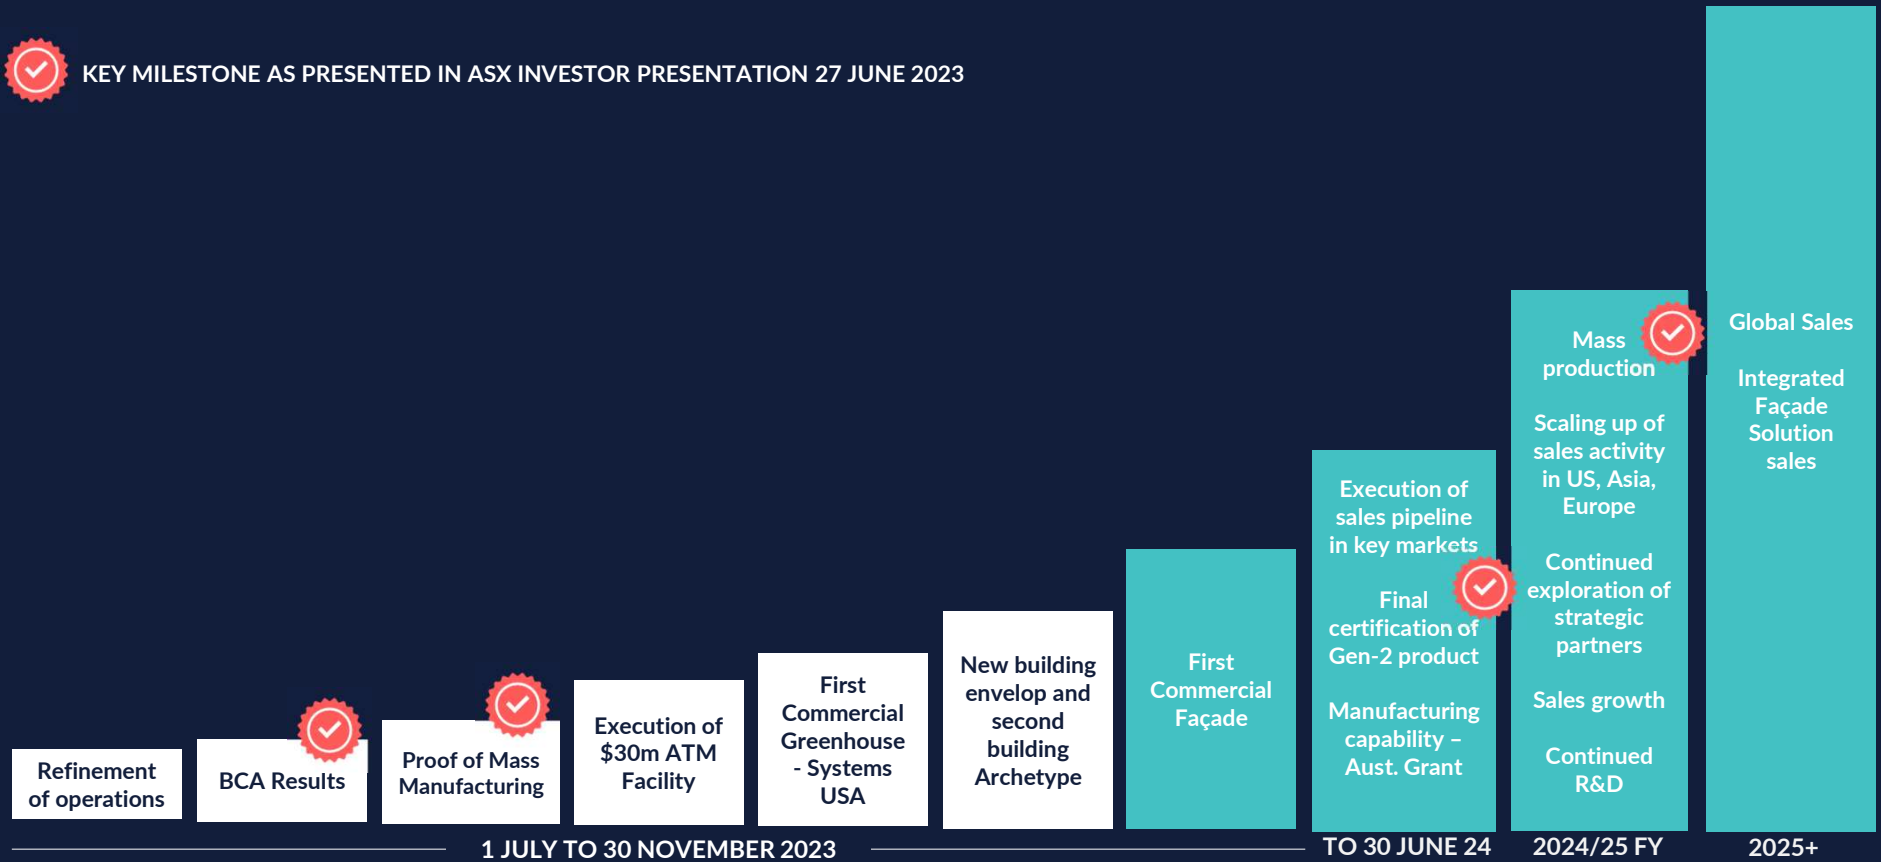 KEY MILESTONE AS PRESENTED IN ASX INVESTOR PRESENTATION 27 JUNE 2023
Refinement
of operations
BCA Results
Proof of Mass
Manufacturing
Execution of
$30m ATM
Facility
First
Commercial
Greenhouse
- Systems
USA
New building
envelop and
second
building
Archetype
First
Commercial
Façade
Execution of
sales pipeline
in key markets
Final
certification of
Gen-2 product
Manufacturing
capability –
Aust. Grant
Mass
production
Scaling up of
sales activity
in US, Asia,
Europe
Continued
exploration of
strategic
partners
Sales growth
Continued
R&D
Global Sales
Integrated
Façade
Solution
sales
1 JULY TO 30 NOVEMBER 2023
TO 30 JUNE 24
2024/25 FY
2025+